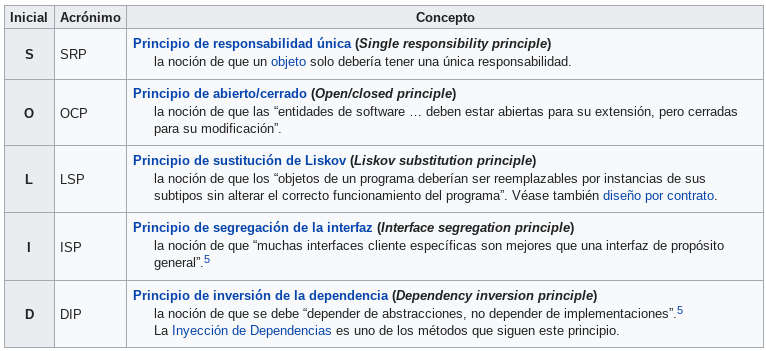 Inicial Acrónimo Concepto
S SRP Principio de responsabilidad única (Single responsibility principle)
la noción de que un objeto solo debería tener una única responsabilidad.
O OCP Principio de abierto/cerrado (Open/closed principle)
la noción de que las “entidades de software … deben estar abiertas para su extensión, pero cerradas
para su modificación”.
L LSP Principio de sustitución de Liskov (Liskov substitution principle)
la noción de que los “objetos de un programa deberían ser reemplazables por instancias de sus
subtipos sin alterar el correcto funcionamiento del programa”. Véase también diseño por contrato.
I ISP Principio de segregación de la interfaz (Interface segregation principle)
la noción de que “muchas interfaces cliente específicas son mejores que una interfaz de propósito
general”.5
D DIP Principio de inversión de la dependencia (Dependency inversion principle)
la noción de que se debe “depender de abstracciones, no depender de implementaciones”.5
La Inyección de Dependencias es uno de los métodos que siguen este principio.